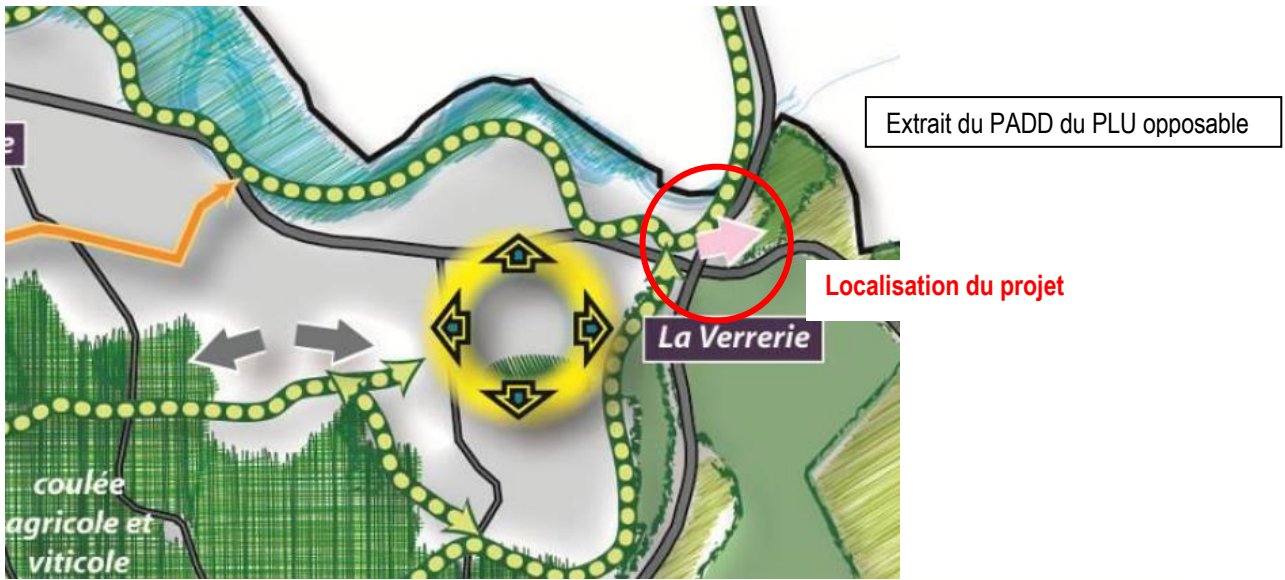 Extrait du PADD du PLU opposable
e
Localisation du projet
La Verrerie
coulée
agricole et
viticole